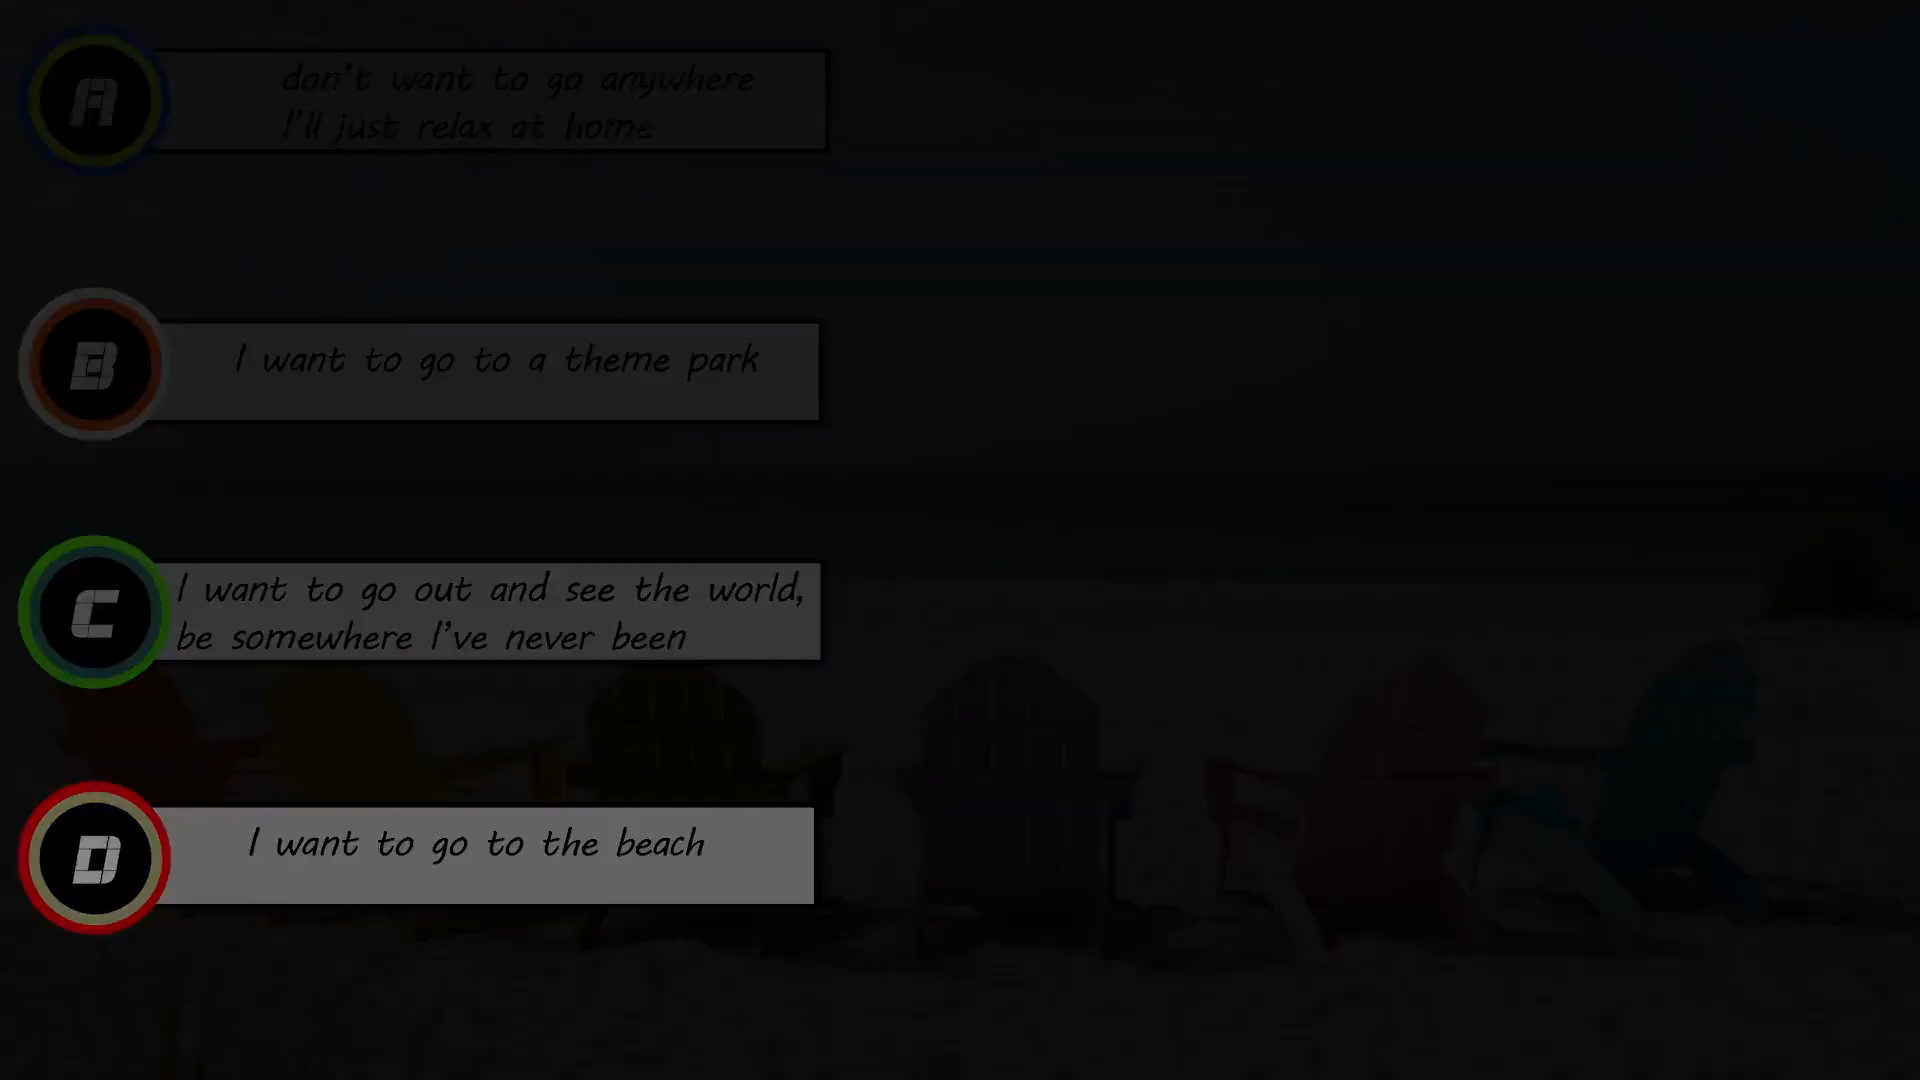 A
don't want to go anywhere
I'll just relax at home
B
I want to go to a theme park
C
I want to go out and see the world,
be somewhere I've never been
D
I want to go to the beach